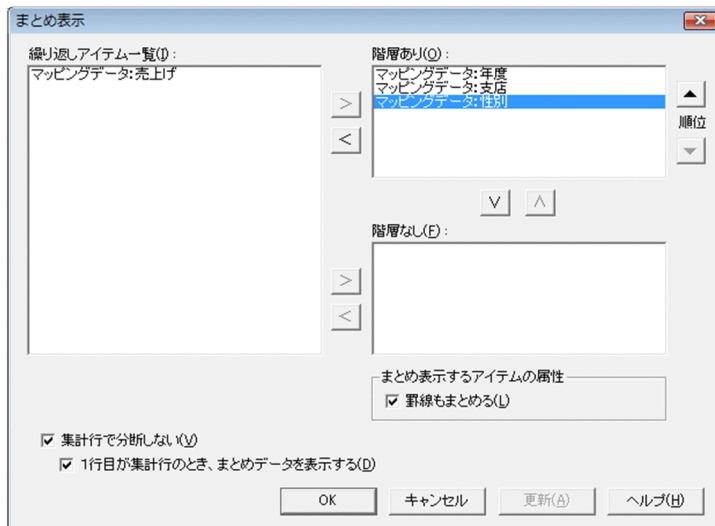 まとめ表示
繰り返しアイテム一覧(I):
マッピングデータ:売上げ
>
<
階層あり(O):
マッピングデータ:年度
マッピングデータ:支店
マッピングデータ:性別
▲
順位
▼
∨ ∧
階層なし(F):
>
<
まとめ表示するアイテムの属性
罫線もまとめる(L)
集計行で分断しない(V)
1行目が集計行のとき、まとめデータを表示する(D)
OK キャンセル 更新(A) ヘルプ(H)